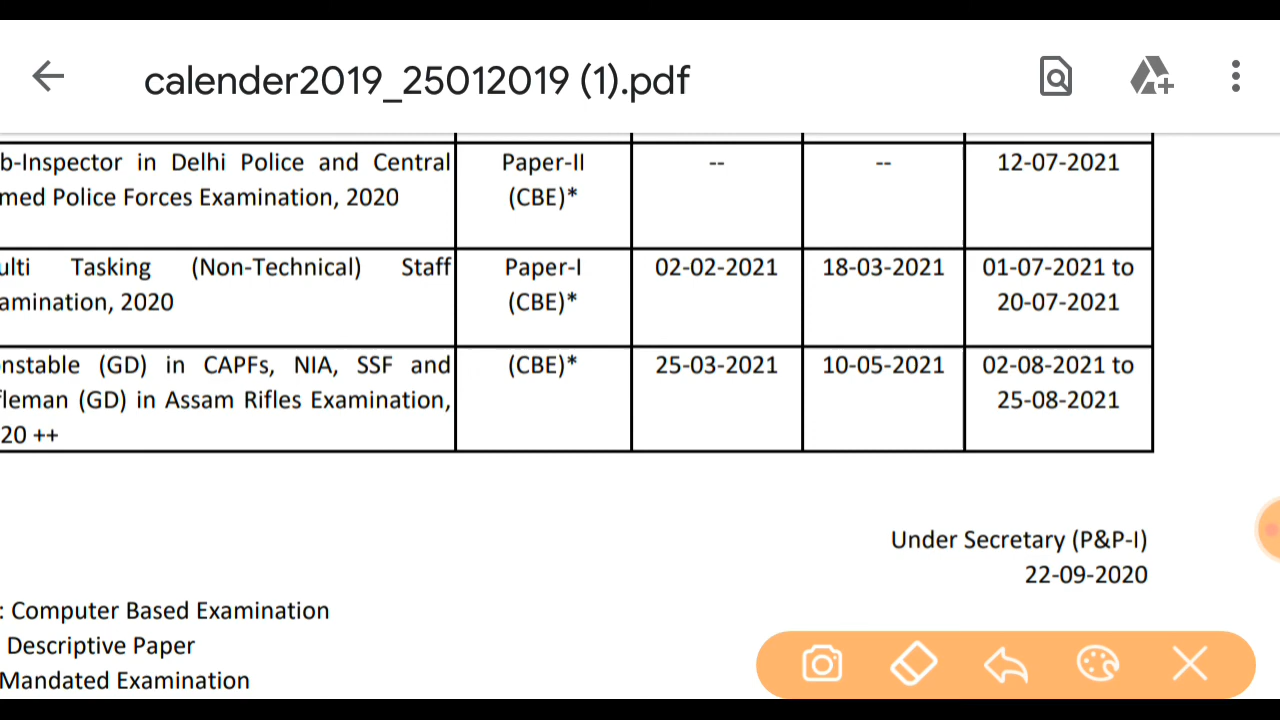 calender2019_25012019 (1).pdf
b-Inspector in Delhi Police and Central
med Police Forces Examination, 2020
Paper-II
(CBE)*
--
--
12-07-2021
ulti Tasking (Non-Technical) Staff
amination, 2020
Paper-I
(CBE)*
02-02-2021
18-03-2021
01-07-2021 to
20-07-2021
nstable (GD) in CAPFs, NIA, SSF and
fleman (GD) in Assam Rifles Examination,
20 ++
(CBE)*
25-03-2021
10-05-2021
02-08-2021 to
25-08-2021
Under Secretary (P&P-I)
22-09-2020
: Computer Based Examination
Descriptive Paper
Mandated Examination